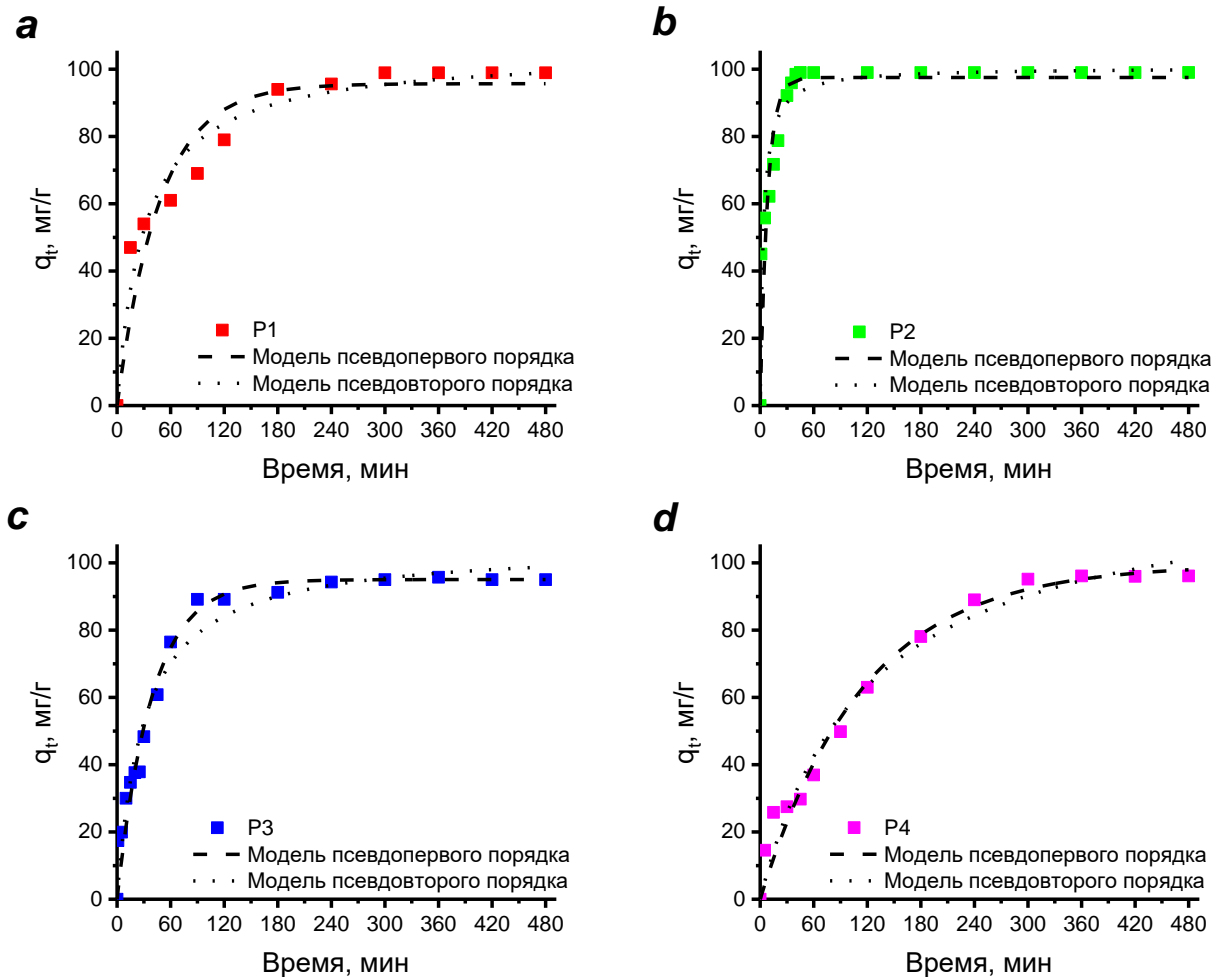 a
100
80
60
40
20
0
q_t, мг/г
P1
Модель псевдопервого порядка
Модель псевдовторого порядка
0 60 120 180 240 300 360 420 480
Время, мин
b
100
80
60
40
20
0
q_t, мг/г
P2
Модель псевдопервого порядка
Модель псевдовторого порядка
0 60 120 180 240 300 360 420 480
Время, мин
c
100
80
60
40
20
0
q_t, мг/г
P3
Модель псевдопервого порядка
Модель псевдовторого порядка
0 60 120 180 240 300 360 420 480
Время, мин
d
100
80
60
40
20
0
q_t, мг/г
P4
Модель псевдопервого порядка
Модель псевдовторого порядка
0 60 120 180 240 300 360 420 480
Время, мин